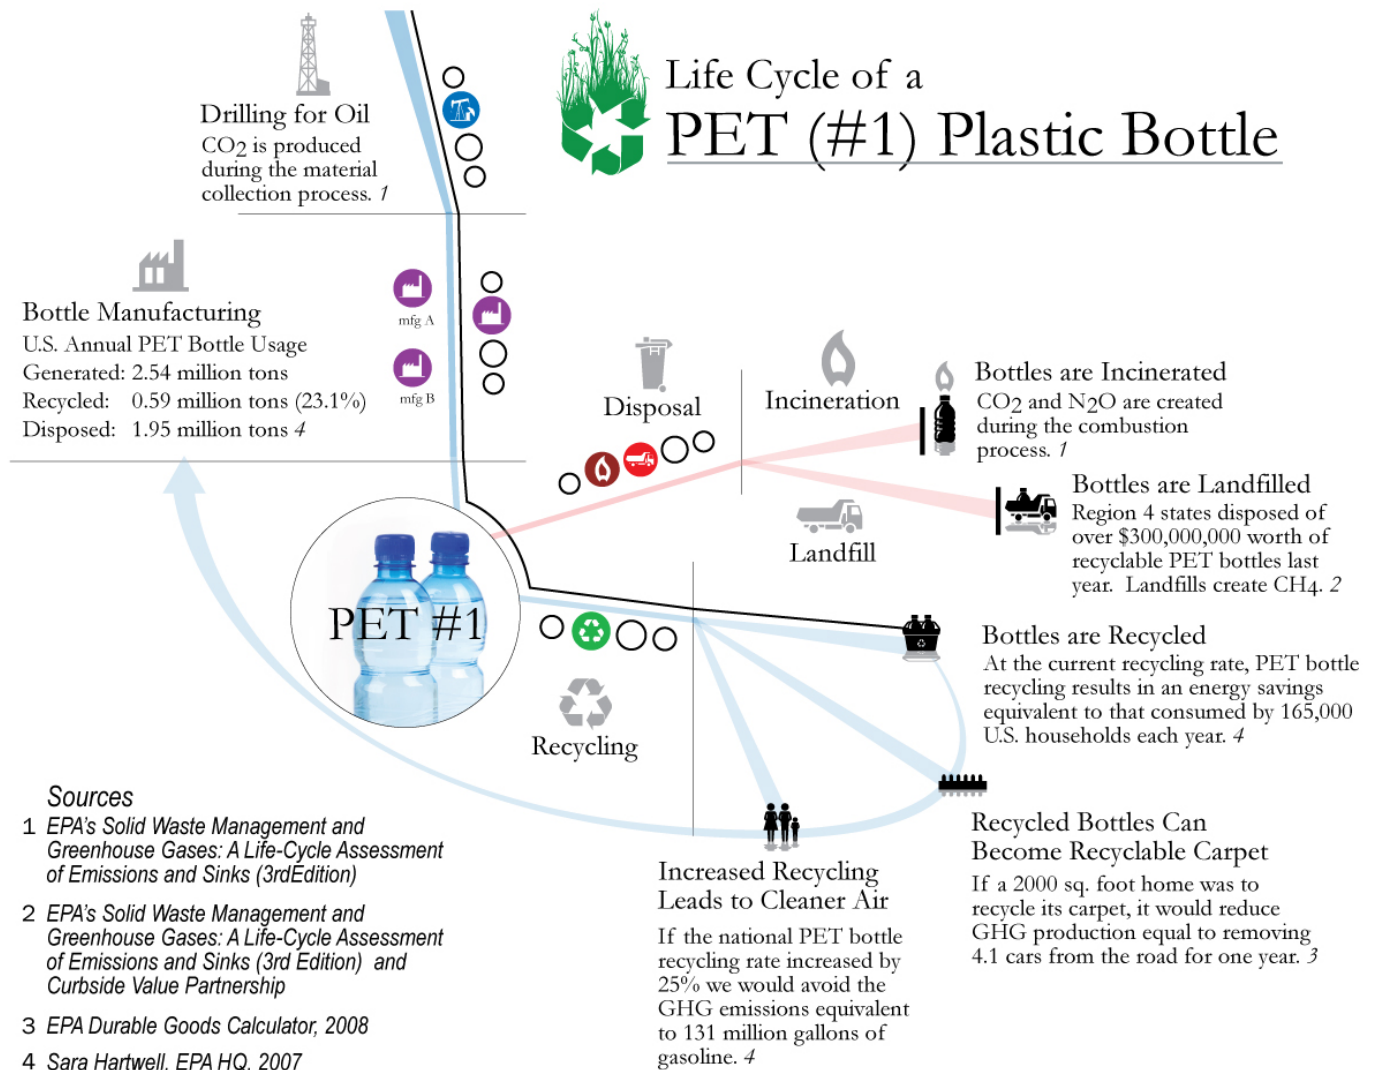 Life Cycle of a
PET (#1) Plastic Bottle
Drilling for Oil
CO2 is produced
during the material
collection process. 1
Bottle Manufacturing
U.S. Annual PET Bottle Usage
Generated: 2.54 million tons
Recycled: 0.59 million tons (23.1%)
Disposed: 1.95 million tons 4
mfg A
mfg B
Disposal
Incineration
Landfill
Bottles are Incinerated
CO2 and N2O are created
during the combustion
process. 1
Bottles are Landfilled
Region 4 states disposed of
over $300,000,000 worth of
recyclable PET bottles last
year. Landfills create CH4. 2
PET #1
Recycling
Bottles are Recycled
At the current recycling rate, PET bottle
recycling results in an energy savings
equivalent to that consumed by 165,000
U.S. households each year. 4
Recycled Bottles Can
Become Recyclable Carpet
If a 2000 sq. foot home was to
recycle its carpet, it would reduce
GHG production equal to removing
4.1 cars from the road for one year. 3
Increased Recycling
Leads to Cleaner Air
If the national PET bottle
recycling rate increased by
25% we would avoid the
GHG emissions equivalent
to 131 million gallons of
gasoline. 4
Sources
1 EPA's Solid Waste Management and
Greenhouse Gases: A Life-Cycle Assessment
of Emissions and Sinks (3rdEdition)
2 EPA's Solid Waste Management and
Greenhouse Gases: A Life-Cycle Assessment
of Emissions and Sinks (3rd Edition) and
Curbside Value Partnership
3 EPA Durable Goods Calculator, 2008
4 Sara Hartwell, EPA HQ, 2007